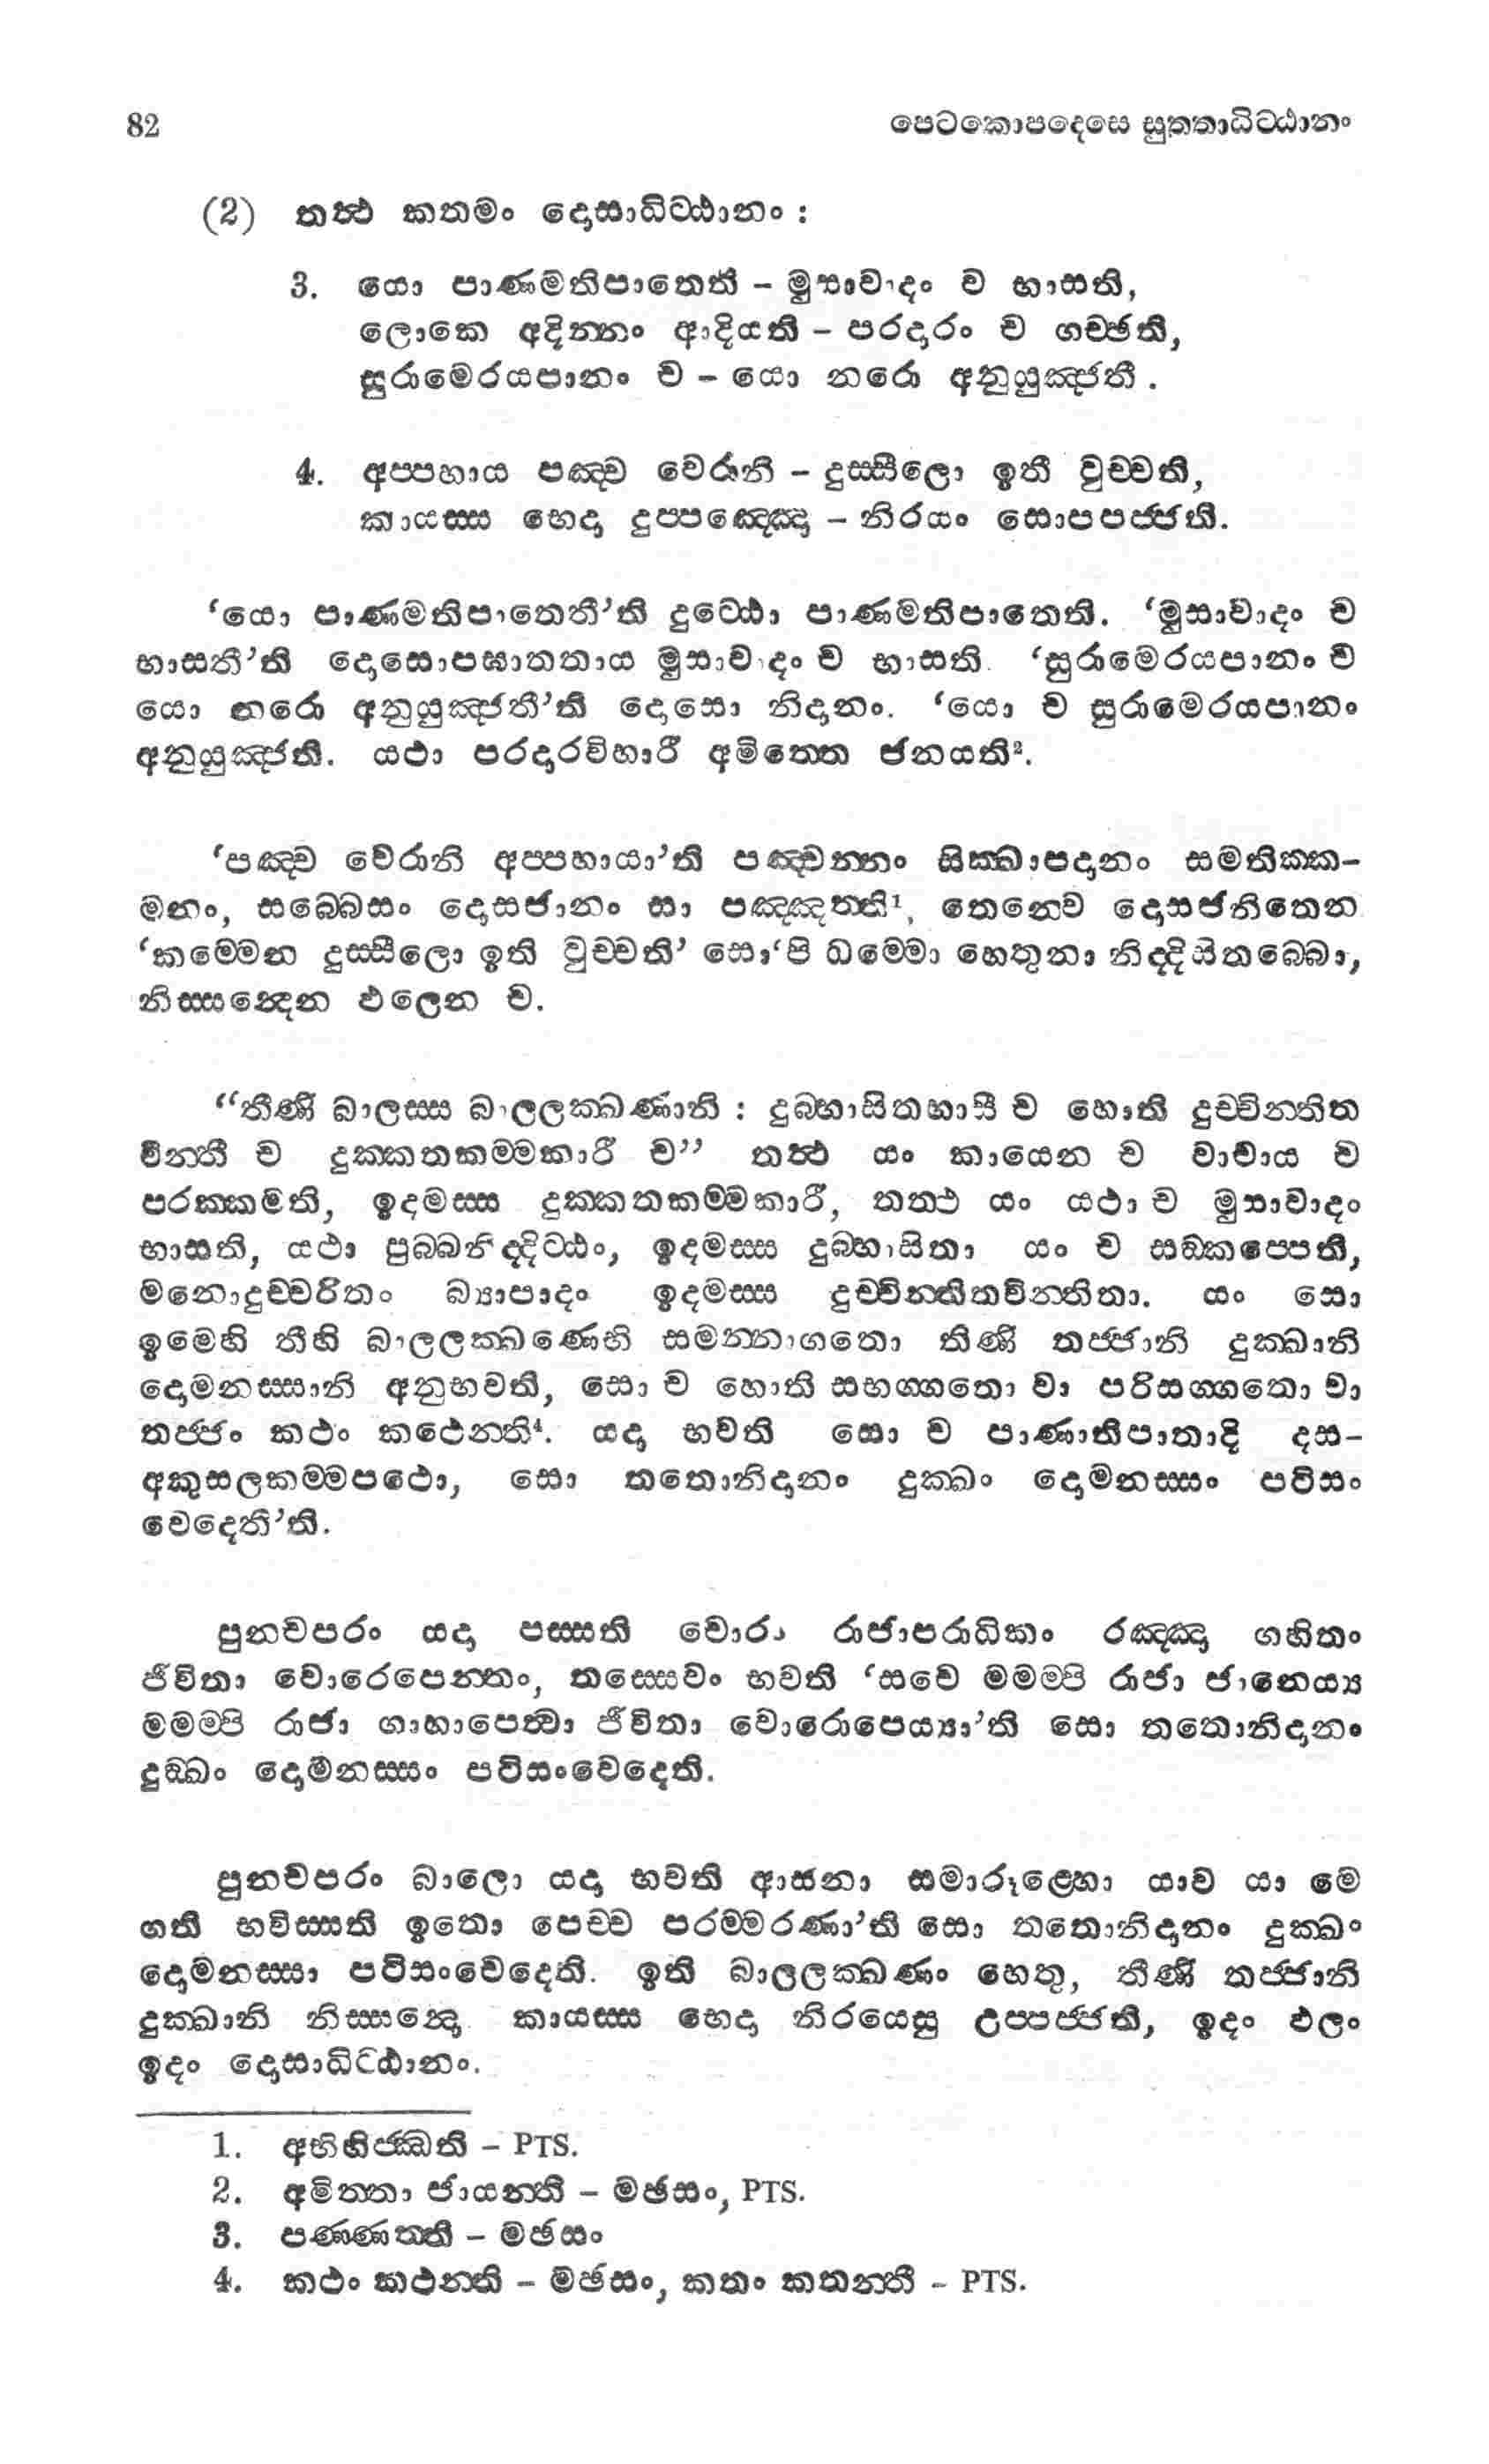 82 පෙටකොපදෙසෙ සුත්තාධිට්ඨානං
(2) තත්ථ කතමං දොසාධිට්ඨානං :
3. යො පාණමතිපාතෙති – මුසාවාදං ච භාසති,
ලොකෙ අදින්නං ආදියති – පරදාරං ච ගච්ඡති,
සුරාමෙරයපානං ච – යො නරො අනුයුඤ්ජති.
4. අප්පහාය පඤ්ච වෙරානි – දුස්සීලො ඉති වුච්චති,
කායස්ස භෙදා දුප්පඤ්ඤො – නිරයං සොපපජ්ජති.
‘යො පාණමතිපාතෙතී’ති දුට්ඨො පාණමතිපාතෙති. ‘මුසාවාදං ච
භාසතී’ති දොසොපඝාතතාය මුසාවාදං ච භාසති. ‘සුරාමෙරයපානං ච
යො නරො අනුයුඤ්ජතී’ති දොසො නිදානං. ‘යො ච සුරාමෙරයපානං
අනුයුඤ්ජති. යථා පරදාරවිහාරී අමිත්තෙ ජනයති².
‘පඤ්ච වෙරානි අප්පහායා’ති පඤ්චන්නං සික්ඛාපදානං සමතික්ක-
මනං, සබ්බෙසං දොසජානං සා පඤ්ඤත්ති¹, තෙනෙව දොසජනිතෙන
‘කම්මෙන දුස්සීලො ඉති වුච්චති’ සො‘පි ධම්මො හෙතුනා නිද්දිසිතබ්බො,
නිස්සන්දෙන ඵලෙන ච.
“තීණි බාලස්ස බාලලක්ඛණානි : දුබ්භාසිතභාසී ච හොති දුච්චින්තිත
චින්තී ච දුක්කතකම්මකාරී ච” තත්ථ යං කායෙන ච වාචාය ච
පරක්කමති, ඉදමස්ස දුක්කතකම්මකාරී, තත්ථ යං යථා ච මුසාවාදං
භාසති, යථා පුබ්බනිද්දිට්ඨං, ඉදමස්ස දුබ්භාසිතා යං ච සඞ්කප්පෙති,
මනොදුච්චරිතං බ්‍යාපාදං ඉදමස්ස දුච්චින්තිතචින්තිතා. යං සො
ඉමෙහි තීහි බාලලක්ඛණෙහි සමන්නාගතො තිණි තජ්ජානි දුක්ඛානි
දොමනස්සානි අනුභවති, සො ච හොති සභග්ගතො වා පරිසග්ගතො වා
තජ්ජං කථං කථෙන්ති⁴. යදා භවති සො ච පාණාතිපාතාදි දස-
අකුසලකම්මපථො, සො තතොනිදානං දුක්ඛං දොමනස්සං පටිසං
වෙදෙතී’ති.
පුනචපරං යදා පස්සති චොරා රාජාපරාධිකං රඤ්ඤා ගහිතං
ජීවිතා වොරෙපෙන්තං, තස්සෙවං භවති ‘සචෙ මමම්පි රාජා ජානෙය්‍ය
මමම්පි රාජා ගාහාපෙත්වා ජීවිතා වොරොපෙය්‍යා’ති සො තතොනිදානං
දුඞ්ඛං දොමනස්සං පටිසංවෙදෙති.
පුනචපරං බාලො යදා භවති ආසනා සමාරූළ්හො යාව යා මෙ
ගති භවිස්සති ඉතො පෙච්ච පරම්මරණා’ති සො තතොනිදානං දුක්ඛං
දොමනස්සා පටිසංවෙදෙති. ඉති බාලලක්ඛණං හෙතු, තීණි තජ්ජානි
දුක්ඛානි නිස්සන්දො කායස්ස භෙදා නිරයෙසු උප්පජ්ජති, ඉදං ඵලං
ඉදං දොසාධිට්ඨානං.
1. අභිභිජ්ඣති – PTS.
2. අමිත්තා ජායන්ති – මඡසං, PTS.
3. පණ්ණත්ති – මඡසං
4. කථං කථන්ති – මඡසං, කතං කතන්ති – PTS.